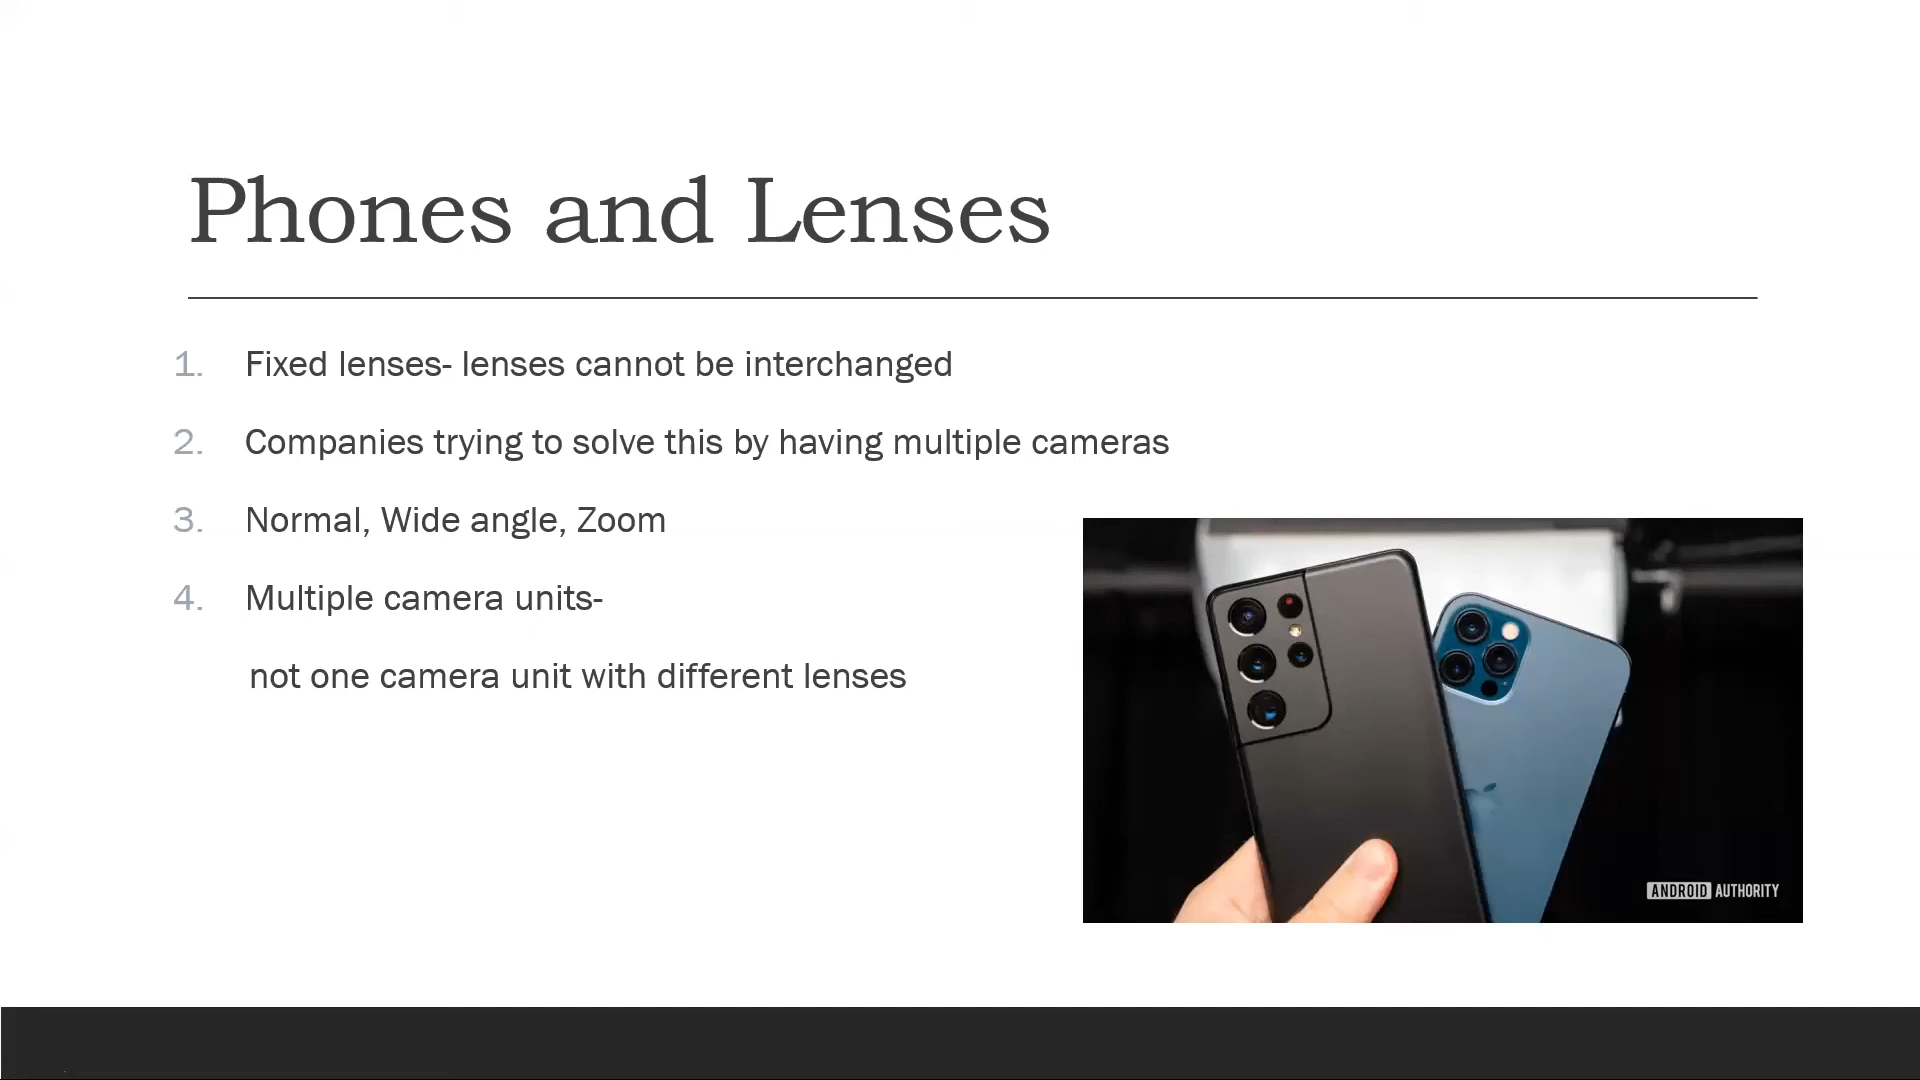 Phones and Lenses
1. Fixed lenses- lenses cannot be interchanged
2. Companies trying to solve this by having multiple cameras
3. Normal, Wide angle, Zoom
4. Multiple camera units-
not one camera unit with different lenses
ANDROID AUTHORITY